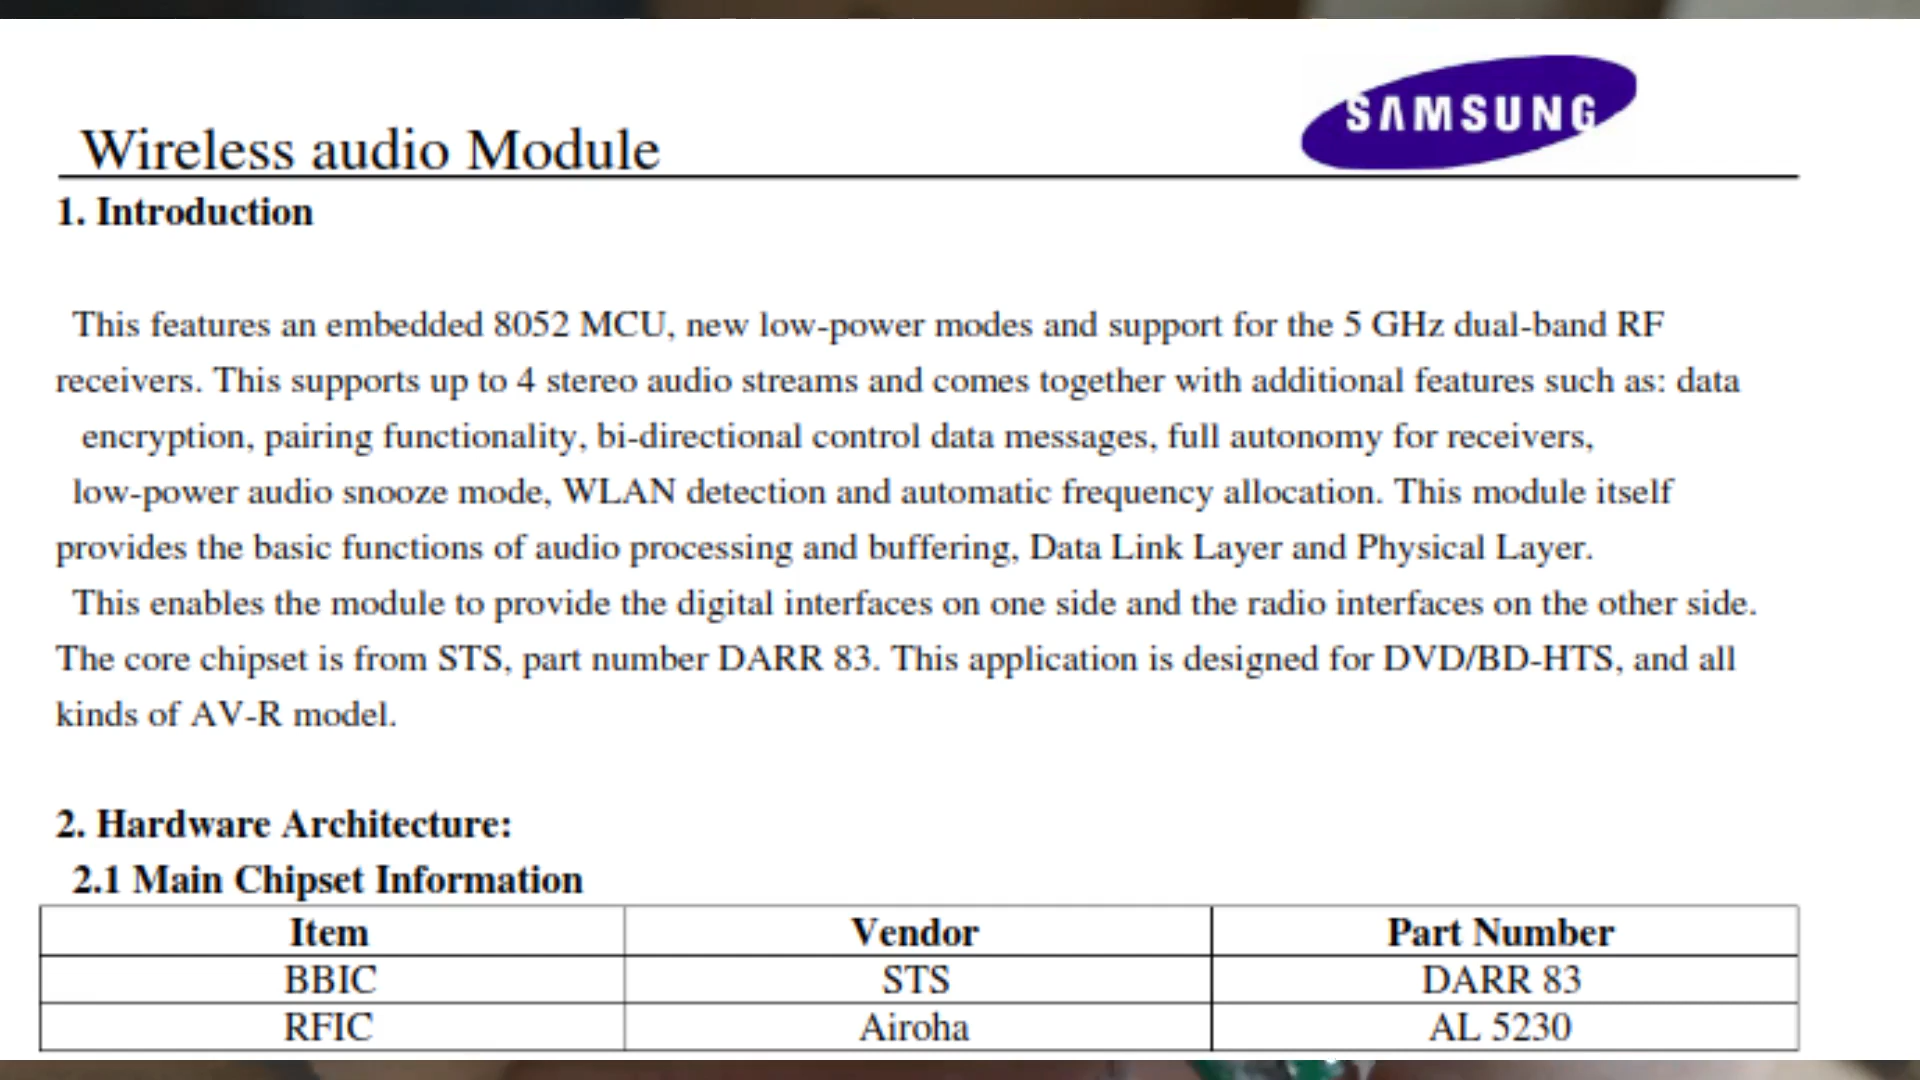 SAMSUNG
Wireless audio Module
1. Introduction
This features an embedded 8052 MCU, new low-power modes and support for the 5 GHz dual-band RF
receivers. This supports up to 4 stereo audio streams and comes together with additional features such as: data
encryption, pairing functionality, bi-directional control data messages, full autonomy for receivers,
low-power audio snooze mode, WLAN detection and automatic frequency allocation. This module itself
provides the basic functions of audio processing and buffering, Data Link Layer and Physical Layer.
This enables the module to provide the digital interfaces on one side and the radio interfaces on the other side.
The core chipset is from STS, part number DARR 83. This application is designed for DVD/BD-HTS, and all
kinds of AV-R model.
2. Hardware Architecture:
2.1 Main Chipset Information
Item Vendor Part Number
BBIC STS DARR 83
RFIC Airoha AL 5230